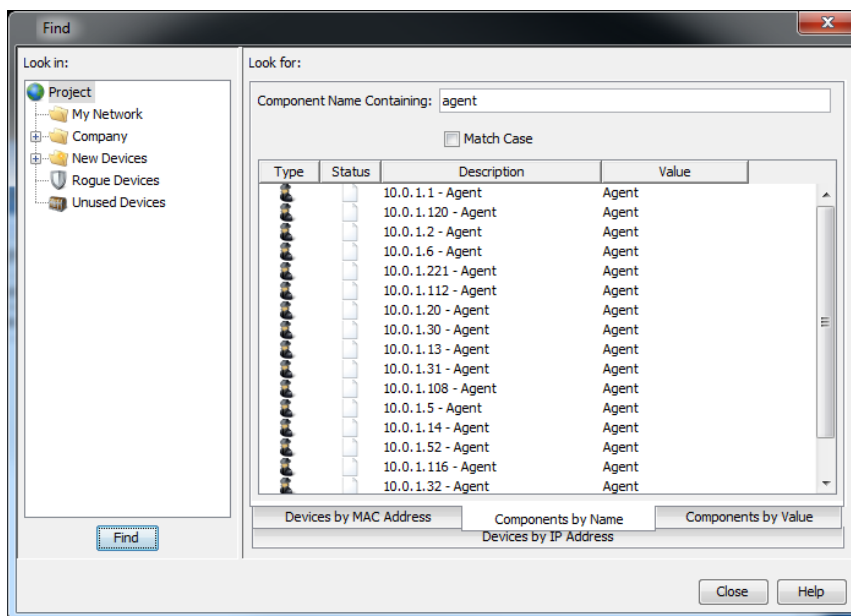 Find
Look in:
Project
My Network
Company
New Devices
Rogue Devices
Unused Devices
Find
Look for:
Component Name Containing: agent
Match Case
Type Status Description Value
10.0.1.1 - Agent Agent
10.0.1.120 - Agent Agent
10.0.1.2 - Agent Agent
10.0.1.6 - Agent Agent
10.0.1.221 - Agent Agent
10.0.1.112 - Agent Agent
10.0.1.20 - Agent Agent
10.0.1.30 - Agent Agent
10.0.1.13 - Agent Agent
10.0.1.31 - Agent Agent
10.0.1.108 - Agent Agent
10.0.1.5 - Agent Agent
10.0.1.14 - Agent Agent
10.0.1.52 - Agent Agent
10.0.1.116 - Agent Agent
10.0.1.32 - Agent Agent
Devices by MAC Address Components by Name Components by Value
Devices by IP Address
Close Help